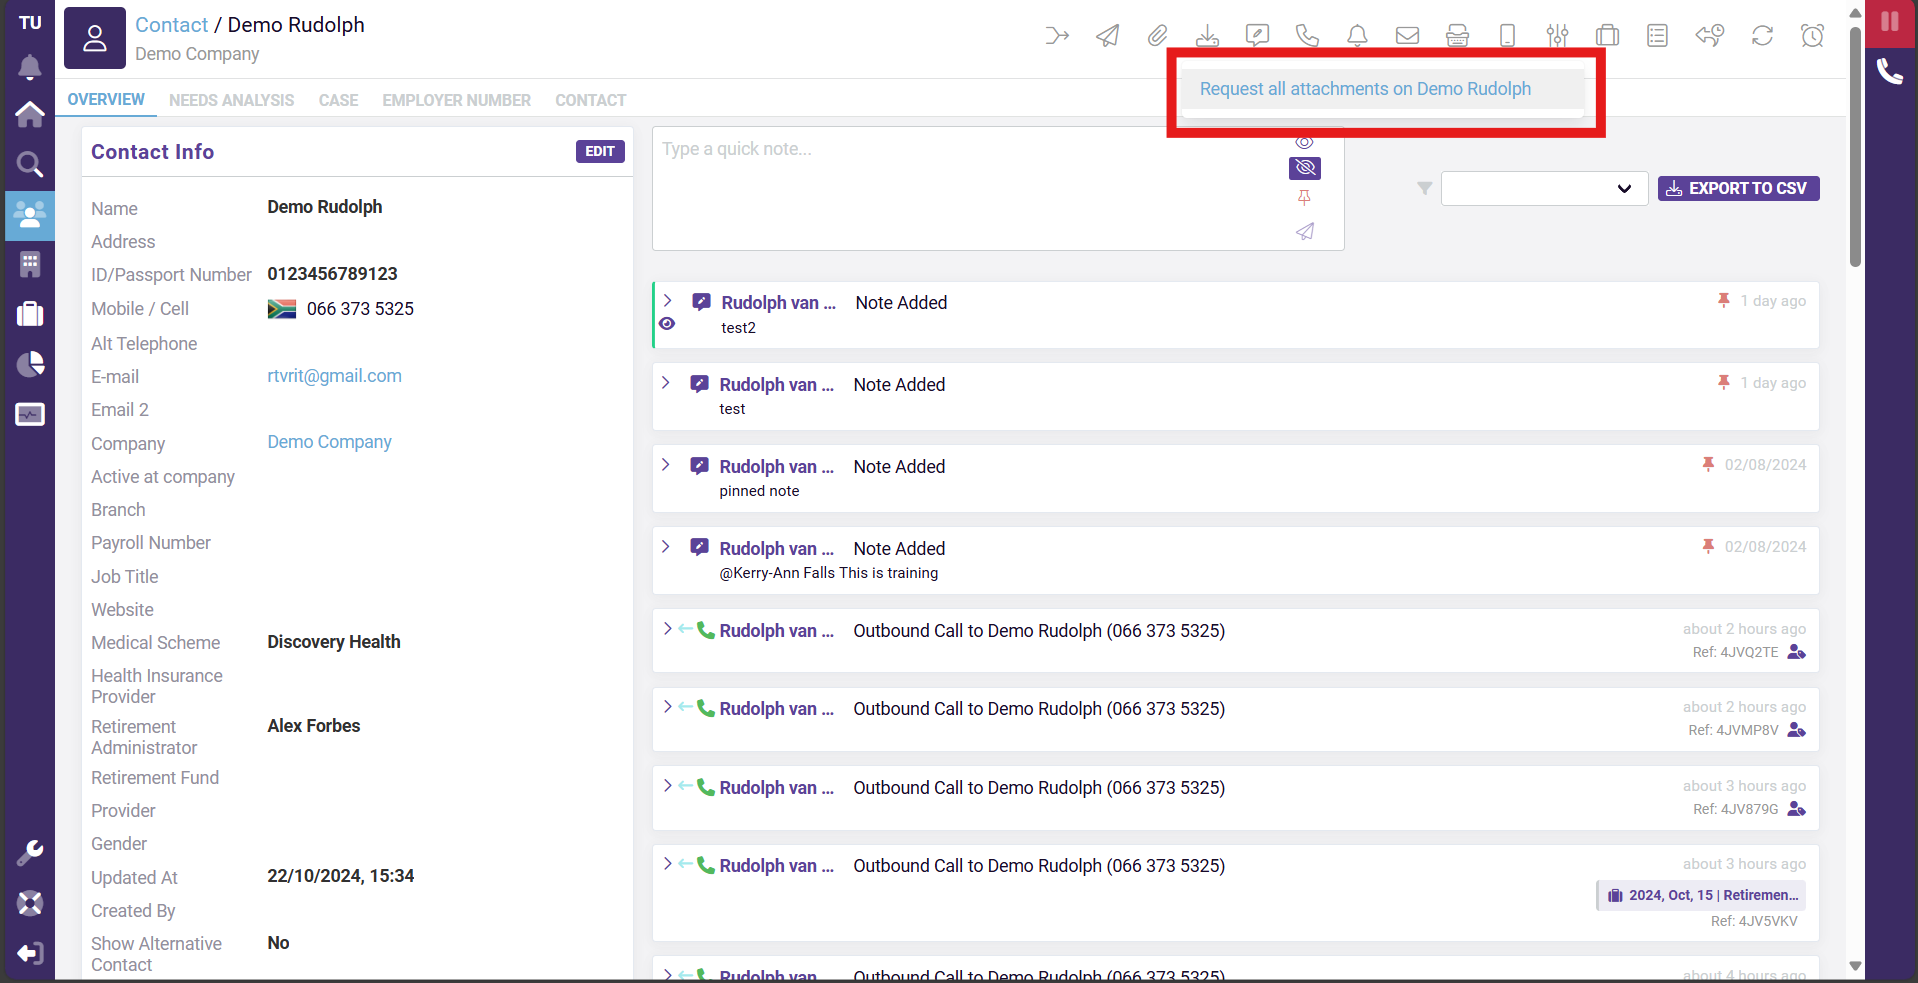 TU
Contact / Demo Rudolph
Demo Company
Request all attachments on Demo Rudolph
OVERVIEW NEEDS ANALYSIS CASE EMPLOYER NUMBER CONTACT
Contact Info
EDIT
Name Demo Rudolph
Address
ID/Passport Number 0123456789123
Mobile / Cell 066 373 5325
Alt Telephone
E-mail rtvrit@gmail.com
Email 2
Company Demo Company
Active at company
Branch
Payroll Number
Job Title
Website
Medical Scheme Discovery Health
Health Insurance
Provider
Retirement Alex Forbes
Administrator
Retirement Fund
Provider
Gender
Updated At 22/10/2024, 15:34
Created By
Show Alternative No
Contact
Type a quick note...
EXPORT TO CSV
Rudolph van ... Note Added 1 day ago
test2
Rudolph van ... Note Added 1 day ago
test
Rudolph van ... Note Added 02/08/2024
pinned note
Rudolph van ... Note Added 02/08/2024
@Kerry-Ann Falls This is training
Rudolph van ... Outbound Call to Demo Rudolph (066 373 5325) about 2 hours ago
Ref: 4JVQ2TE
Rudolph van ... Outbound Call to Demo Rudolph (066 373 5325) about 2 hours ago
Ref: 4JVMP8V
Rudolph van ... Outbound Call to Demo Rudolph (066 373 5325) about 3 hours ago
Ref: 4JV879G
Rudolph van ... Outbound Call to Demo Rudolph (066 373 5325) about 3 hours ago
2024, Oct, 15 | Retiremen...
Ref: 4JV5VKV
Rudolph van ... Outbound Call to Demo Rudolph (066 373 5325) about 4 hours ago